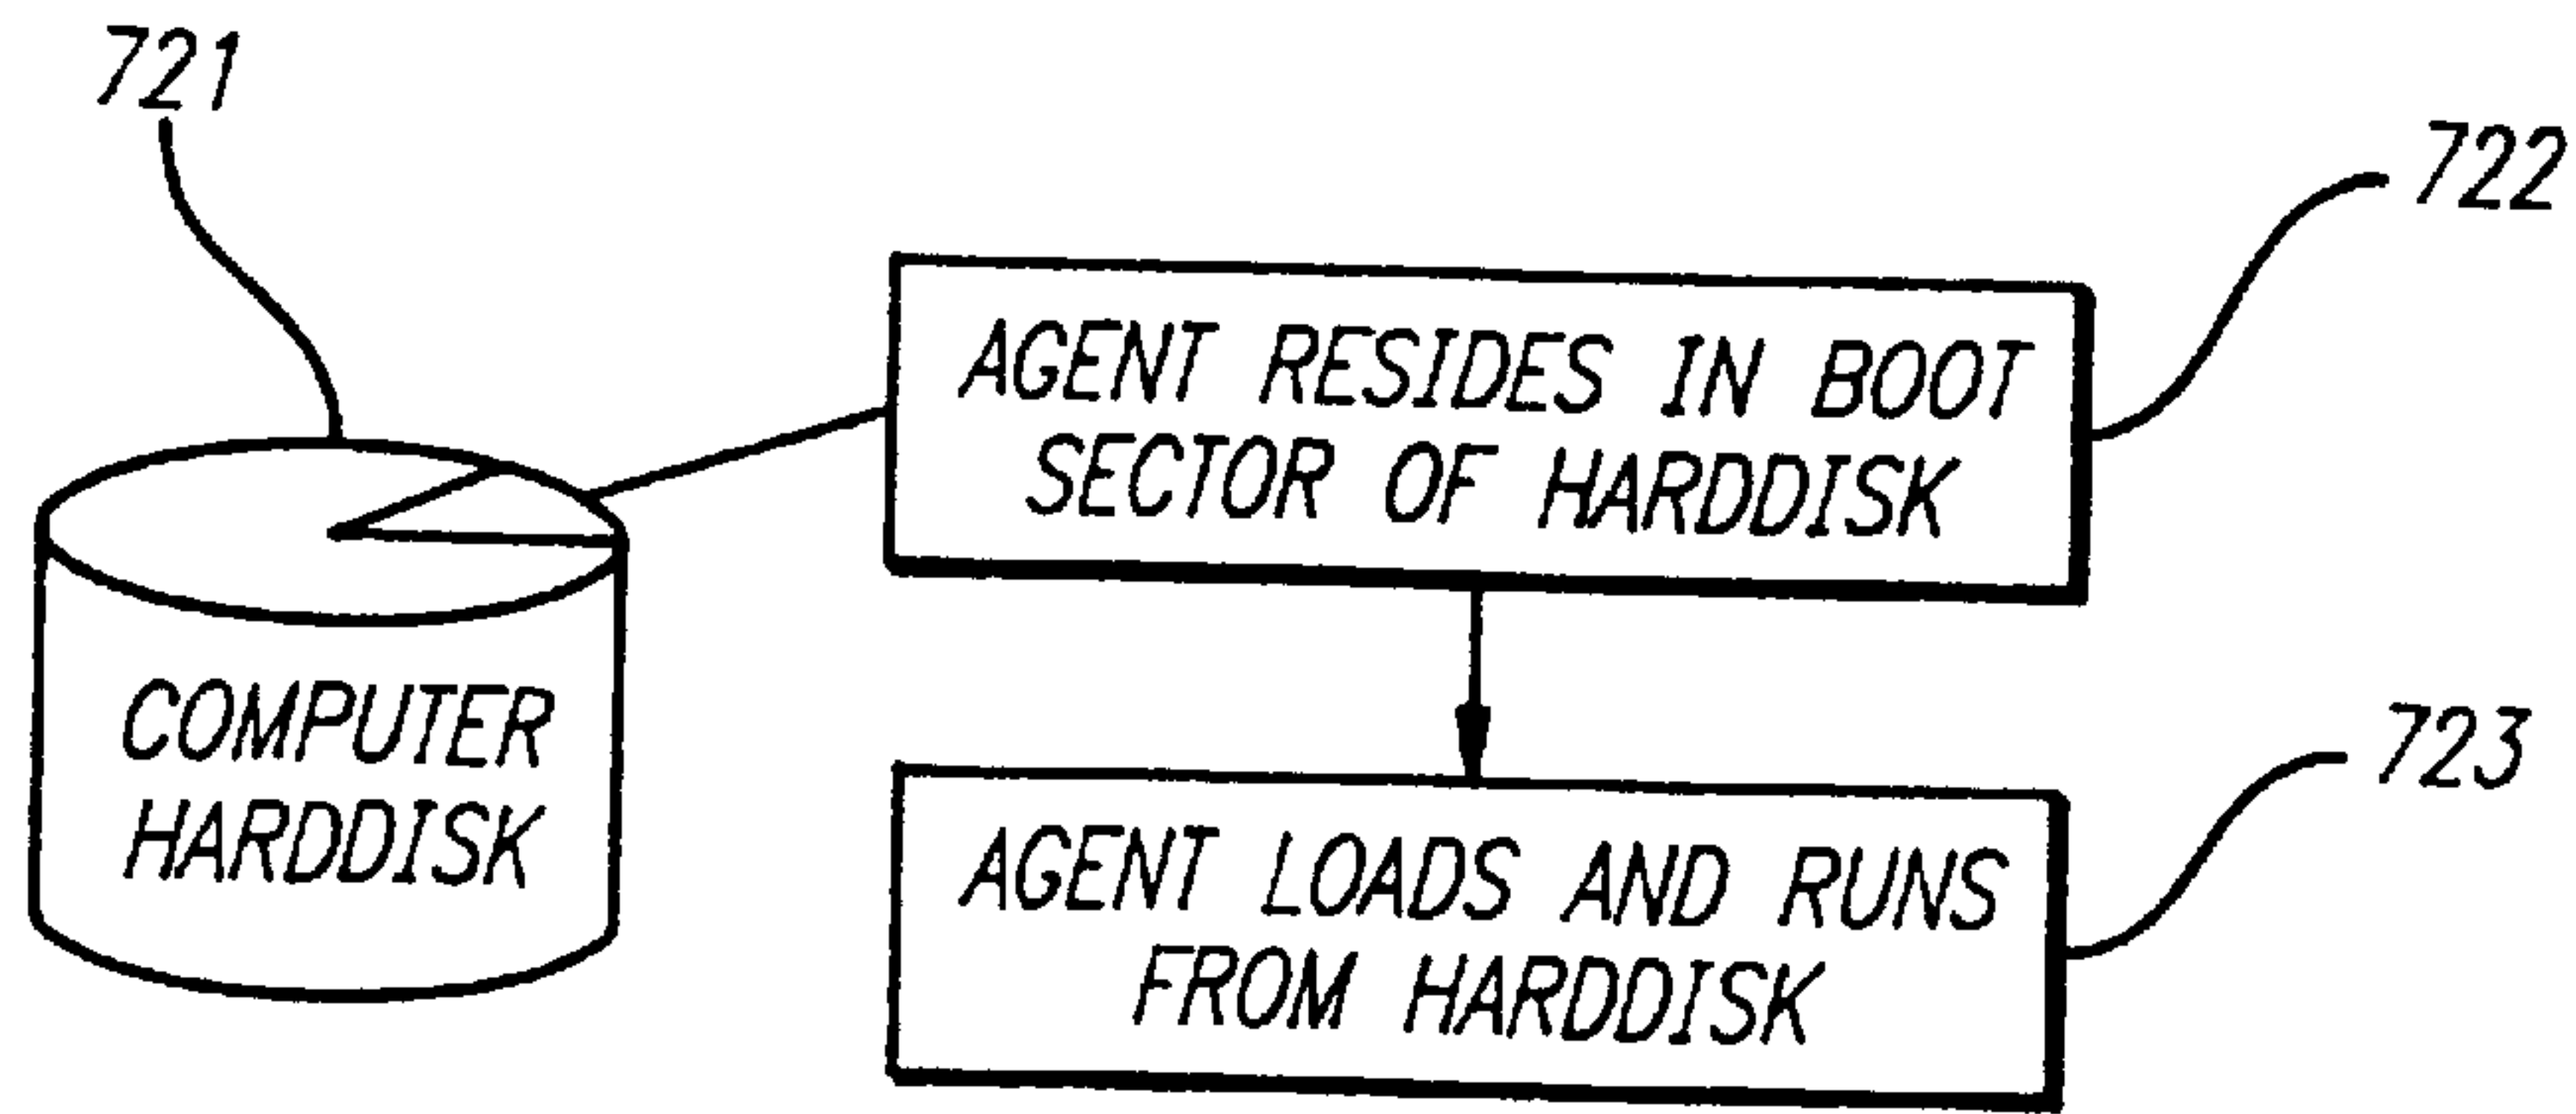 721
722
AGENT RESIDES IN BOOT
SECTOR OF HARDDISK
COMPUTER
HARDDISK
723
AGENT LOADS AND RUNS
FROM HARDDISK